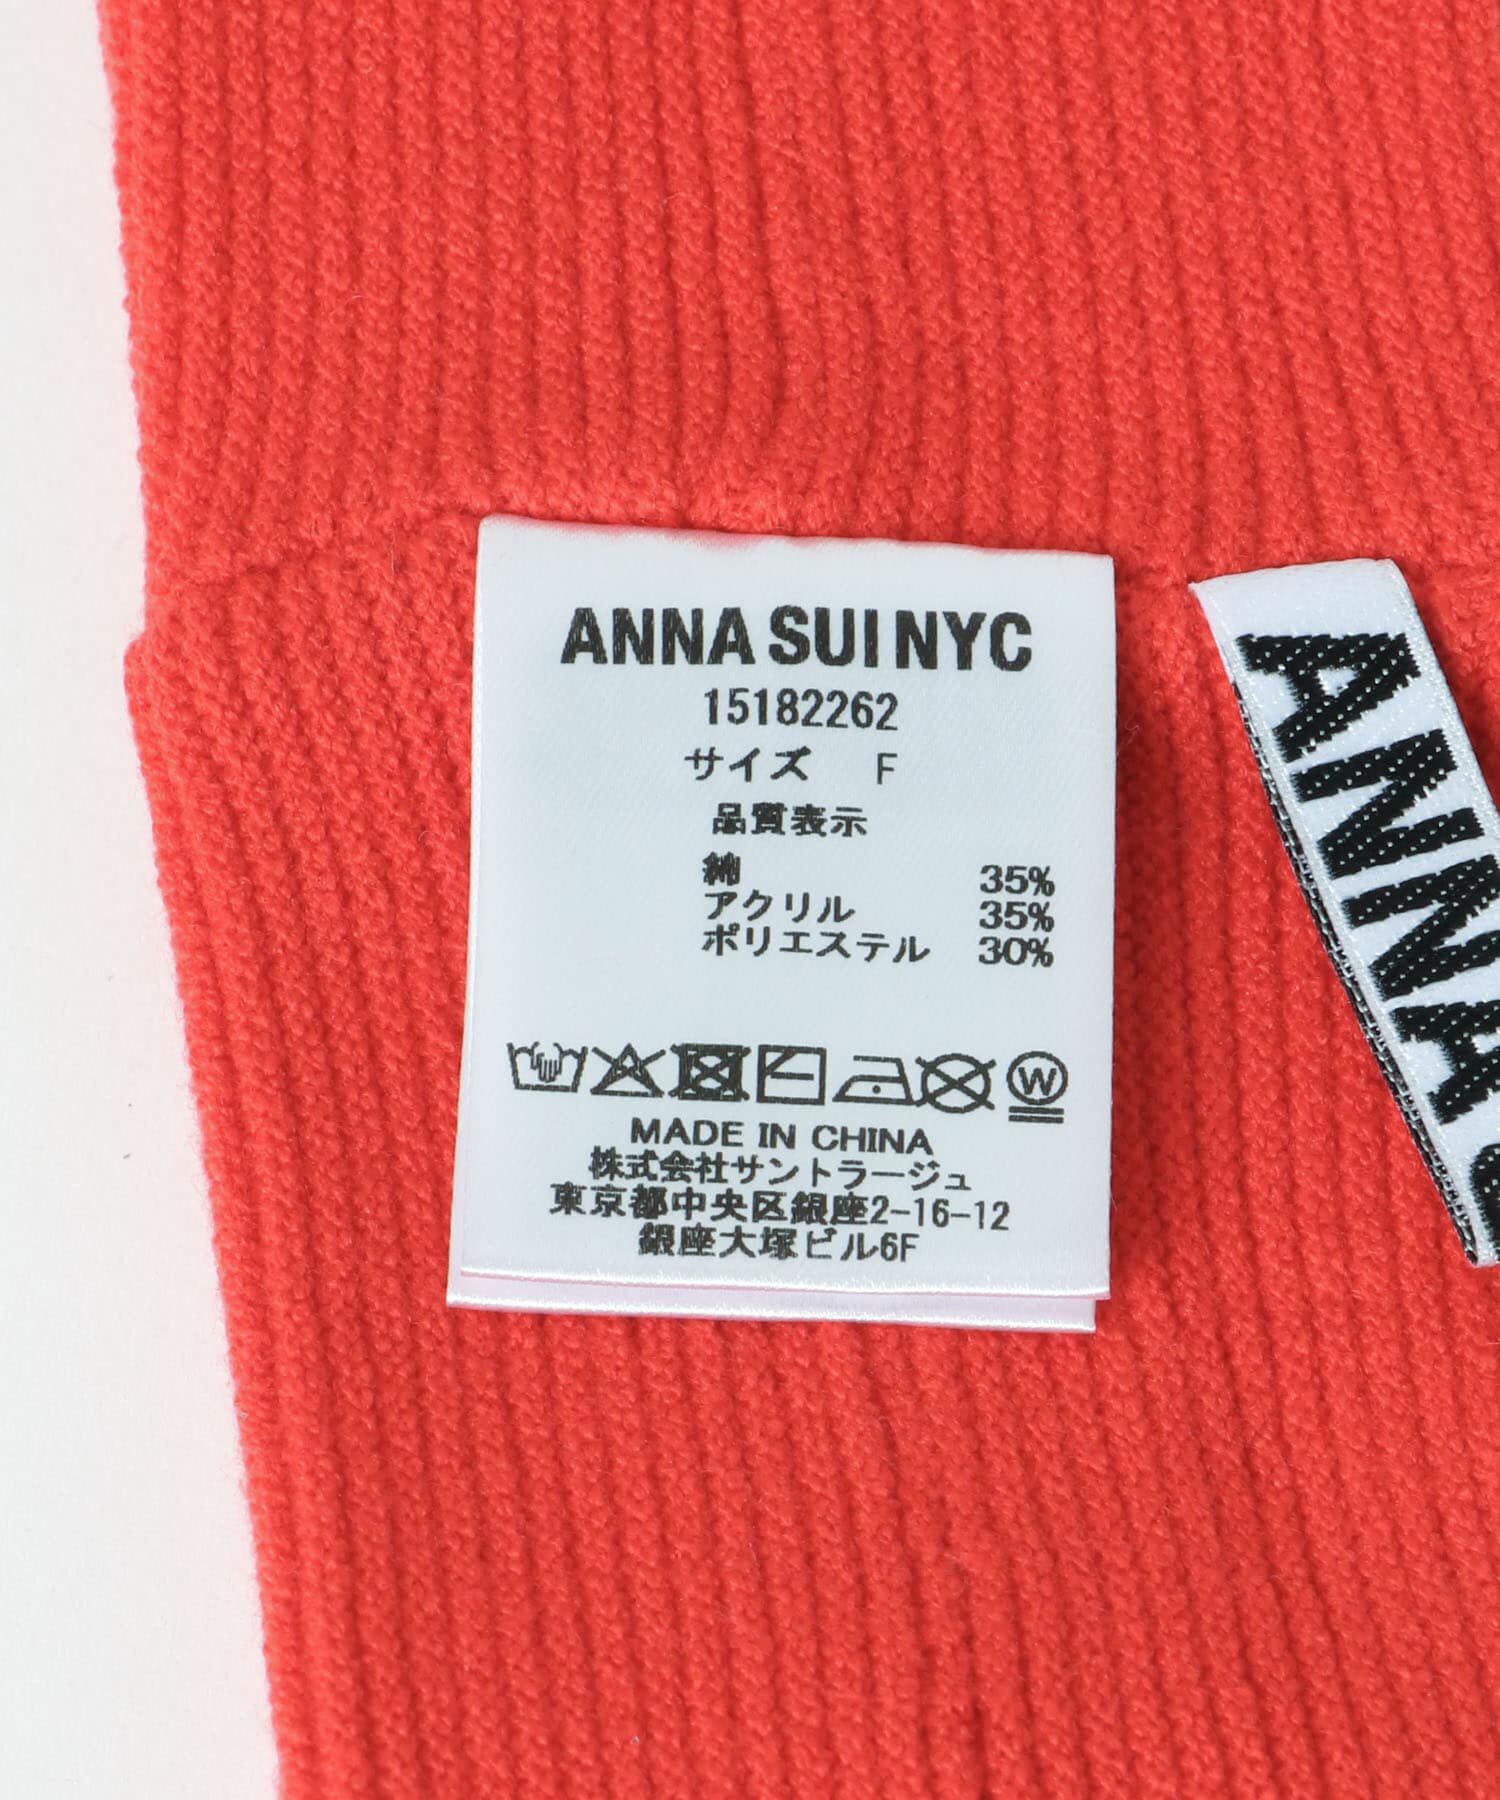 ANNA SUI NYC
15182262
サイズ F
品質表示
綿 35%
アクリル 35%
ポリエステル 30%
W
MADE IN CHINA
株式会社サントラージュ
東京都中央区銀座2-16-12
銀座大塚ビル6F
ANNA